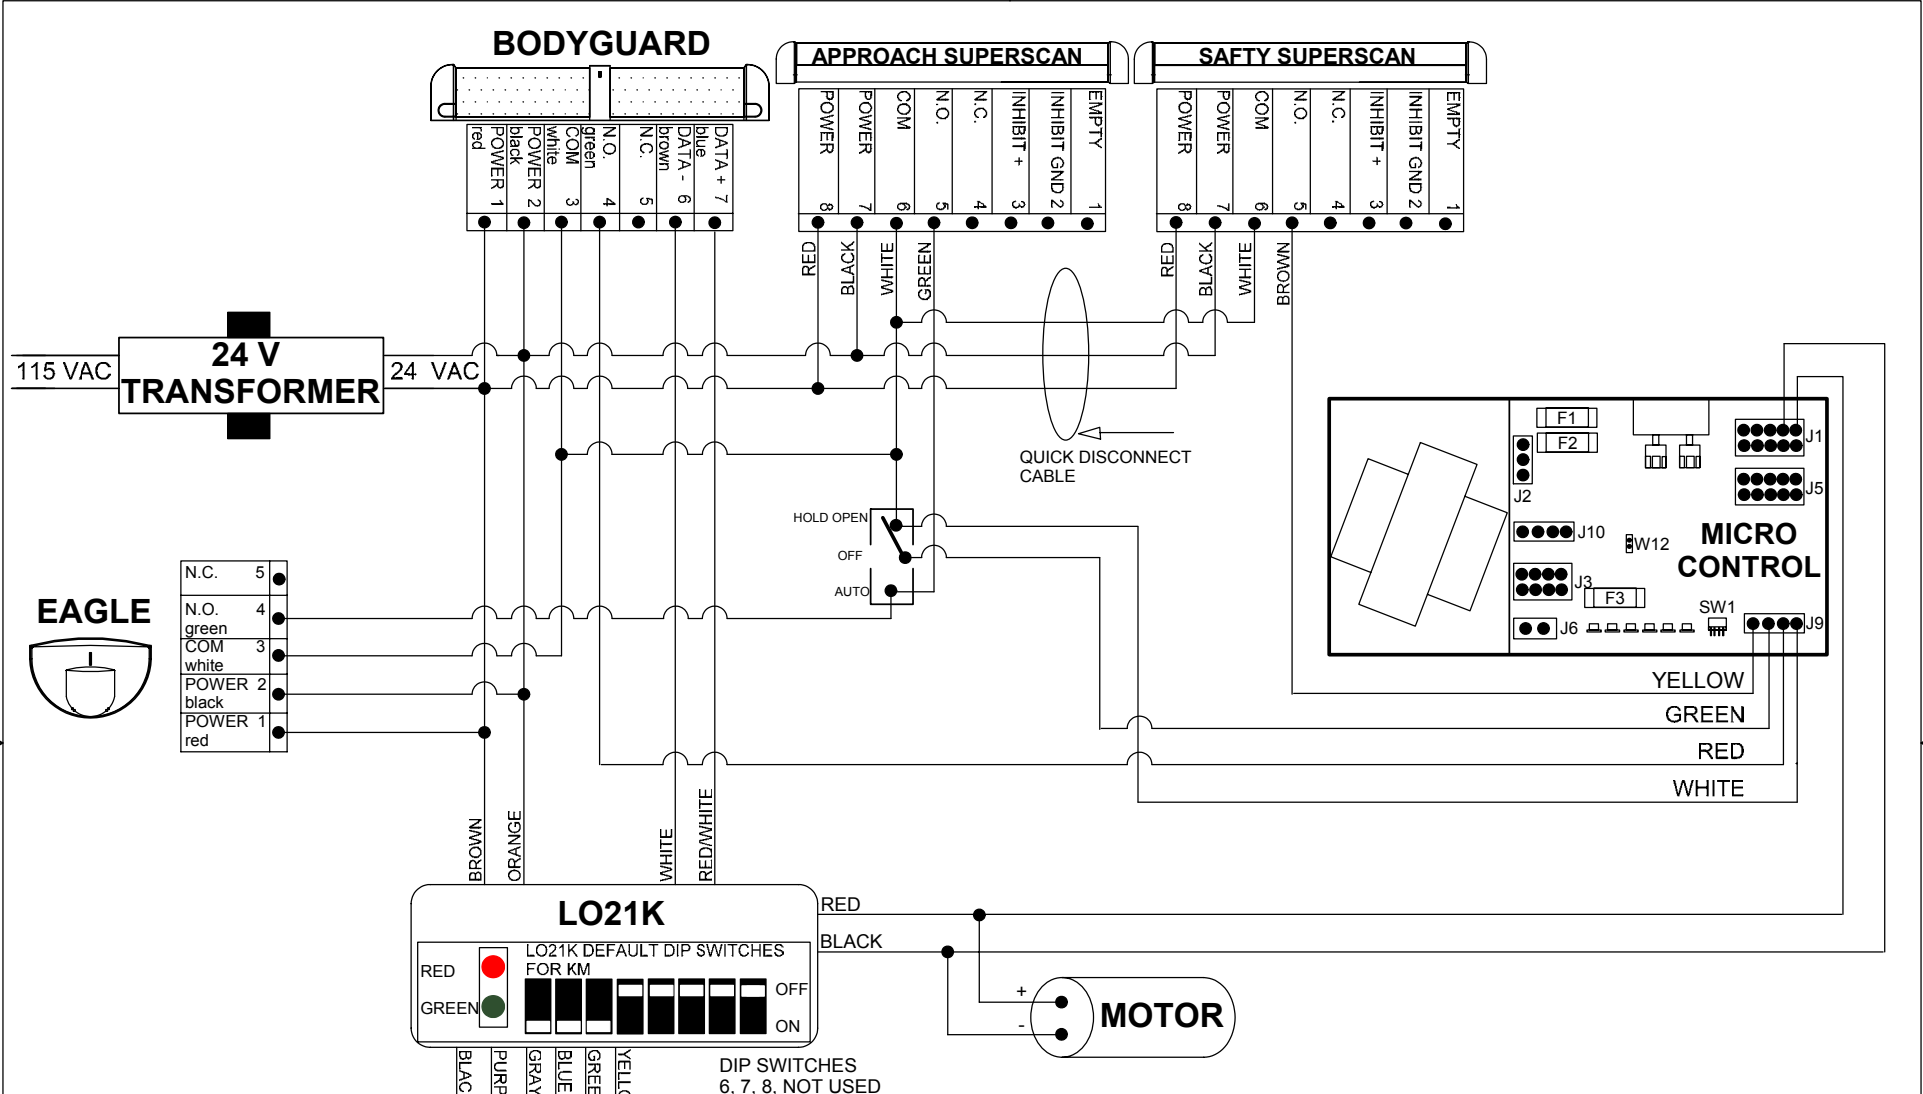 BODYGUARD
POWER 1
red
POWER 2
black
COM 3
white
N.O. 4
green
N.C. 5
DATA - 6
brown
DATA + 7
blue
APPROACH SUPERSCAN
POWER 8
POWER 7
COM 6
N.O. 5
N.C. 4
INHIBIT + 3
INHIBIT GND 2
EMPTY 1
RED
BLACK
WHITE
GREEN
SAFTY SUPERSCAN
POWER 8
POWER 7
COM 6
N.O. 5
N.C. 4
INHIBIT + 3
INHIBIT GND 2
EMPTY 1
RED
BLACK
WHITE
BROWN
115 VAC
24 V
TRANSFORMER
24 VAC
QUICK DISCONNECT
CABLE
HOLD OPEN
OFF
AUTO
EAGLE
N.C. 5
N.O. 4
green
COM 3
white
POWER 2
black
POWER 1
red
F1
F2
J1
J2
J5
J10
W12
MICRO
CONTROL
J3
F3
SW1
J6
J9
YELLOW
GREEN
RED
WHITE
BROWN
ORANGE
WHITE
RED/WHITE
LO21K
LO21K DEFAULT DIP SWITCHES
FOR KM
RED
GREEN
OFF
ON
RED
BLACK
+
-
MOTOR
BLAC
PURP
GRAY
BLUE
GREE
YELLO
DIP SWITCHES
6, 7, 8, NOT USED